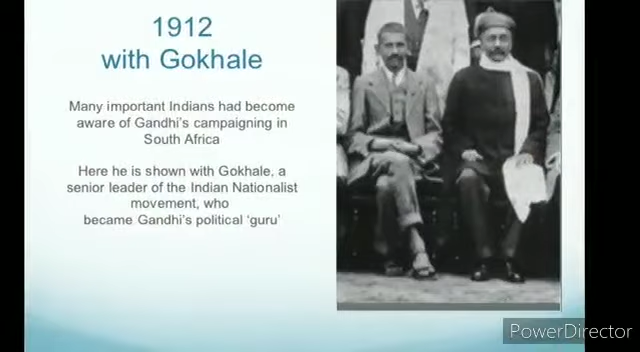 1912
with Gokhale
Many important Indians had become
aware of Gandhi's campaigning in
South Africa
Here he is shown with Gokhale, a
senior leader of the Indian Nationalist
movement, who
became Gandhi's political 'guru'
PowerDirector